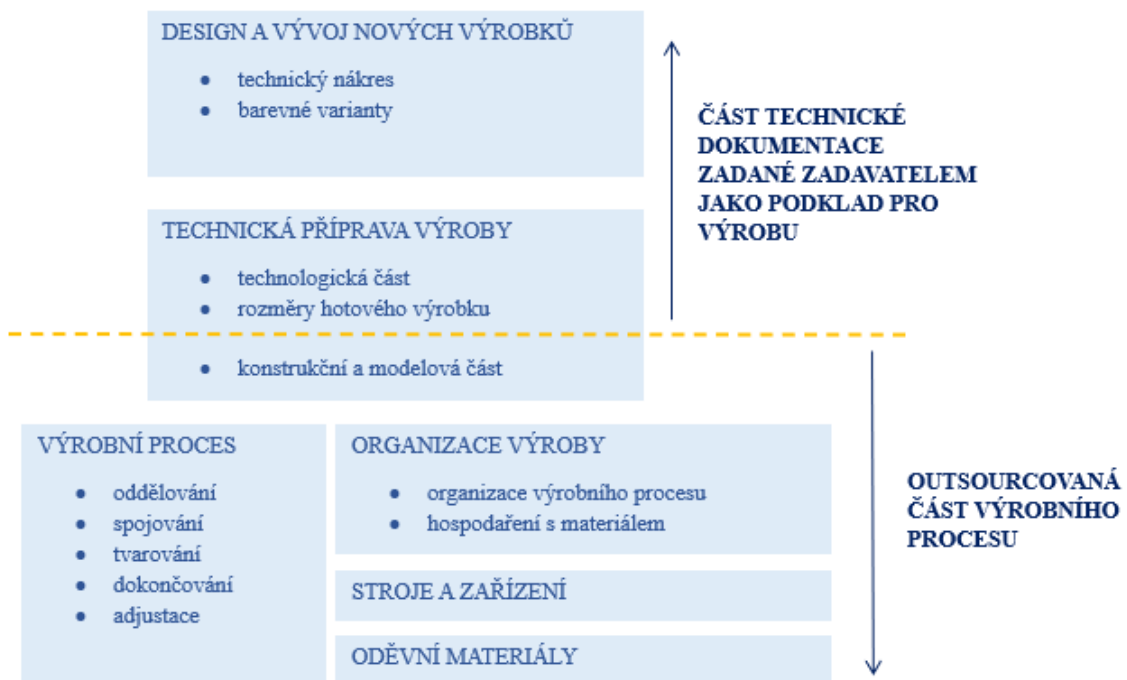 DESIGN A VÝVOJ NOVÝCH VÝROBKŮ
● technický nákres
● barevné varianty
ČÁST TECHNICKÉ
DOKUMENTACE
ZADANÉ ZADAVATELEM
JAKO PODKLAD PRO
VÝROBU
TECHNICKÁ PŘÍPRAVA VÝROBY
● technologická část
● rozměry hotového výrobku
● konstrukční a modelová část
VÝROBNÍ PROCES
● oddělování
● spojování
● tvarování
● dokončování
● adjustace
ORGANIZACE VÝROBY
● organizace výrobního procesu
● hospodaření s materiálem
STROJE A ZAŘÍZENÍ
ODĚVNÍ MATERIÁLY
OUTSOURCOVANÁ
ČÁST VÝROBNÍHO
PROCESU